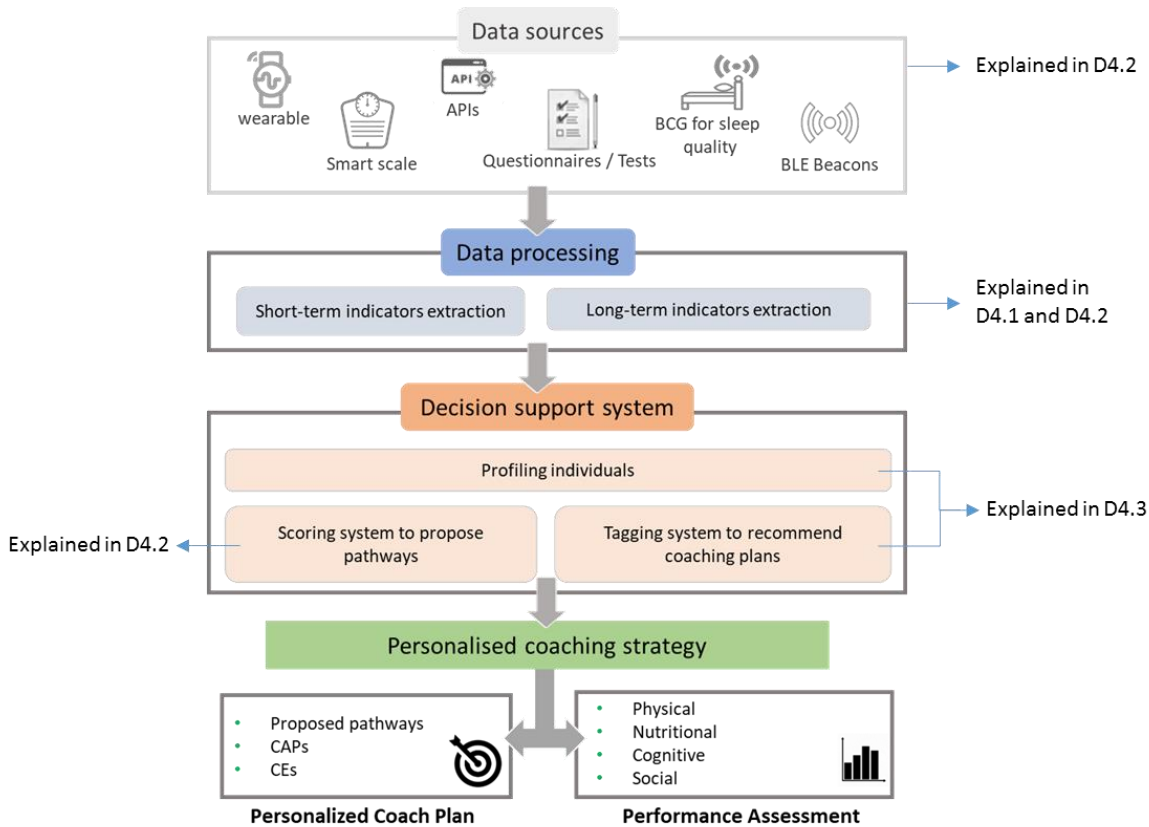 Data sources
wearable
Smart scale
API
APIs
Questionnaires / Tests
BCG for sleep
quality
BLE Beacons
Explained in D4.2
Data processing
Short-term indicators extraction
Long-term indicators extraction
Explained in
D4.1 and D4.2
Decision support system
Profiling individuals
Scoring system to propose
pathways
Tagging system to recommend
coaching plans
Explained in D4.3
Explained in D4.2
Personalised coaching strategy
• Proposed pathways
• CAPs
• CEs
Personalized Coach Plan
• Physical
• Nutritional
• Cognitive
• Social
Performance Assessment